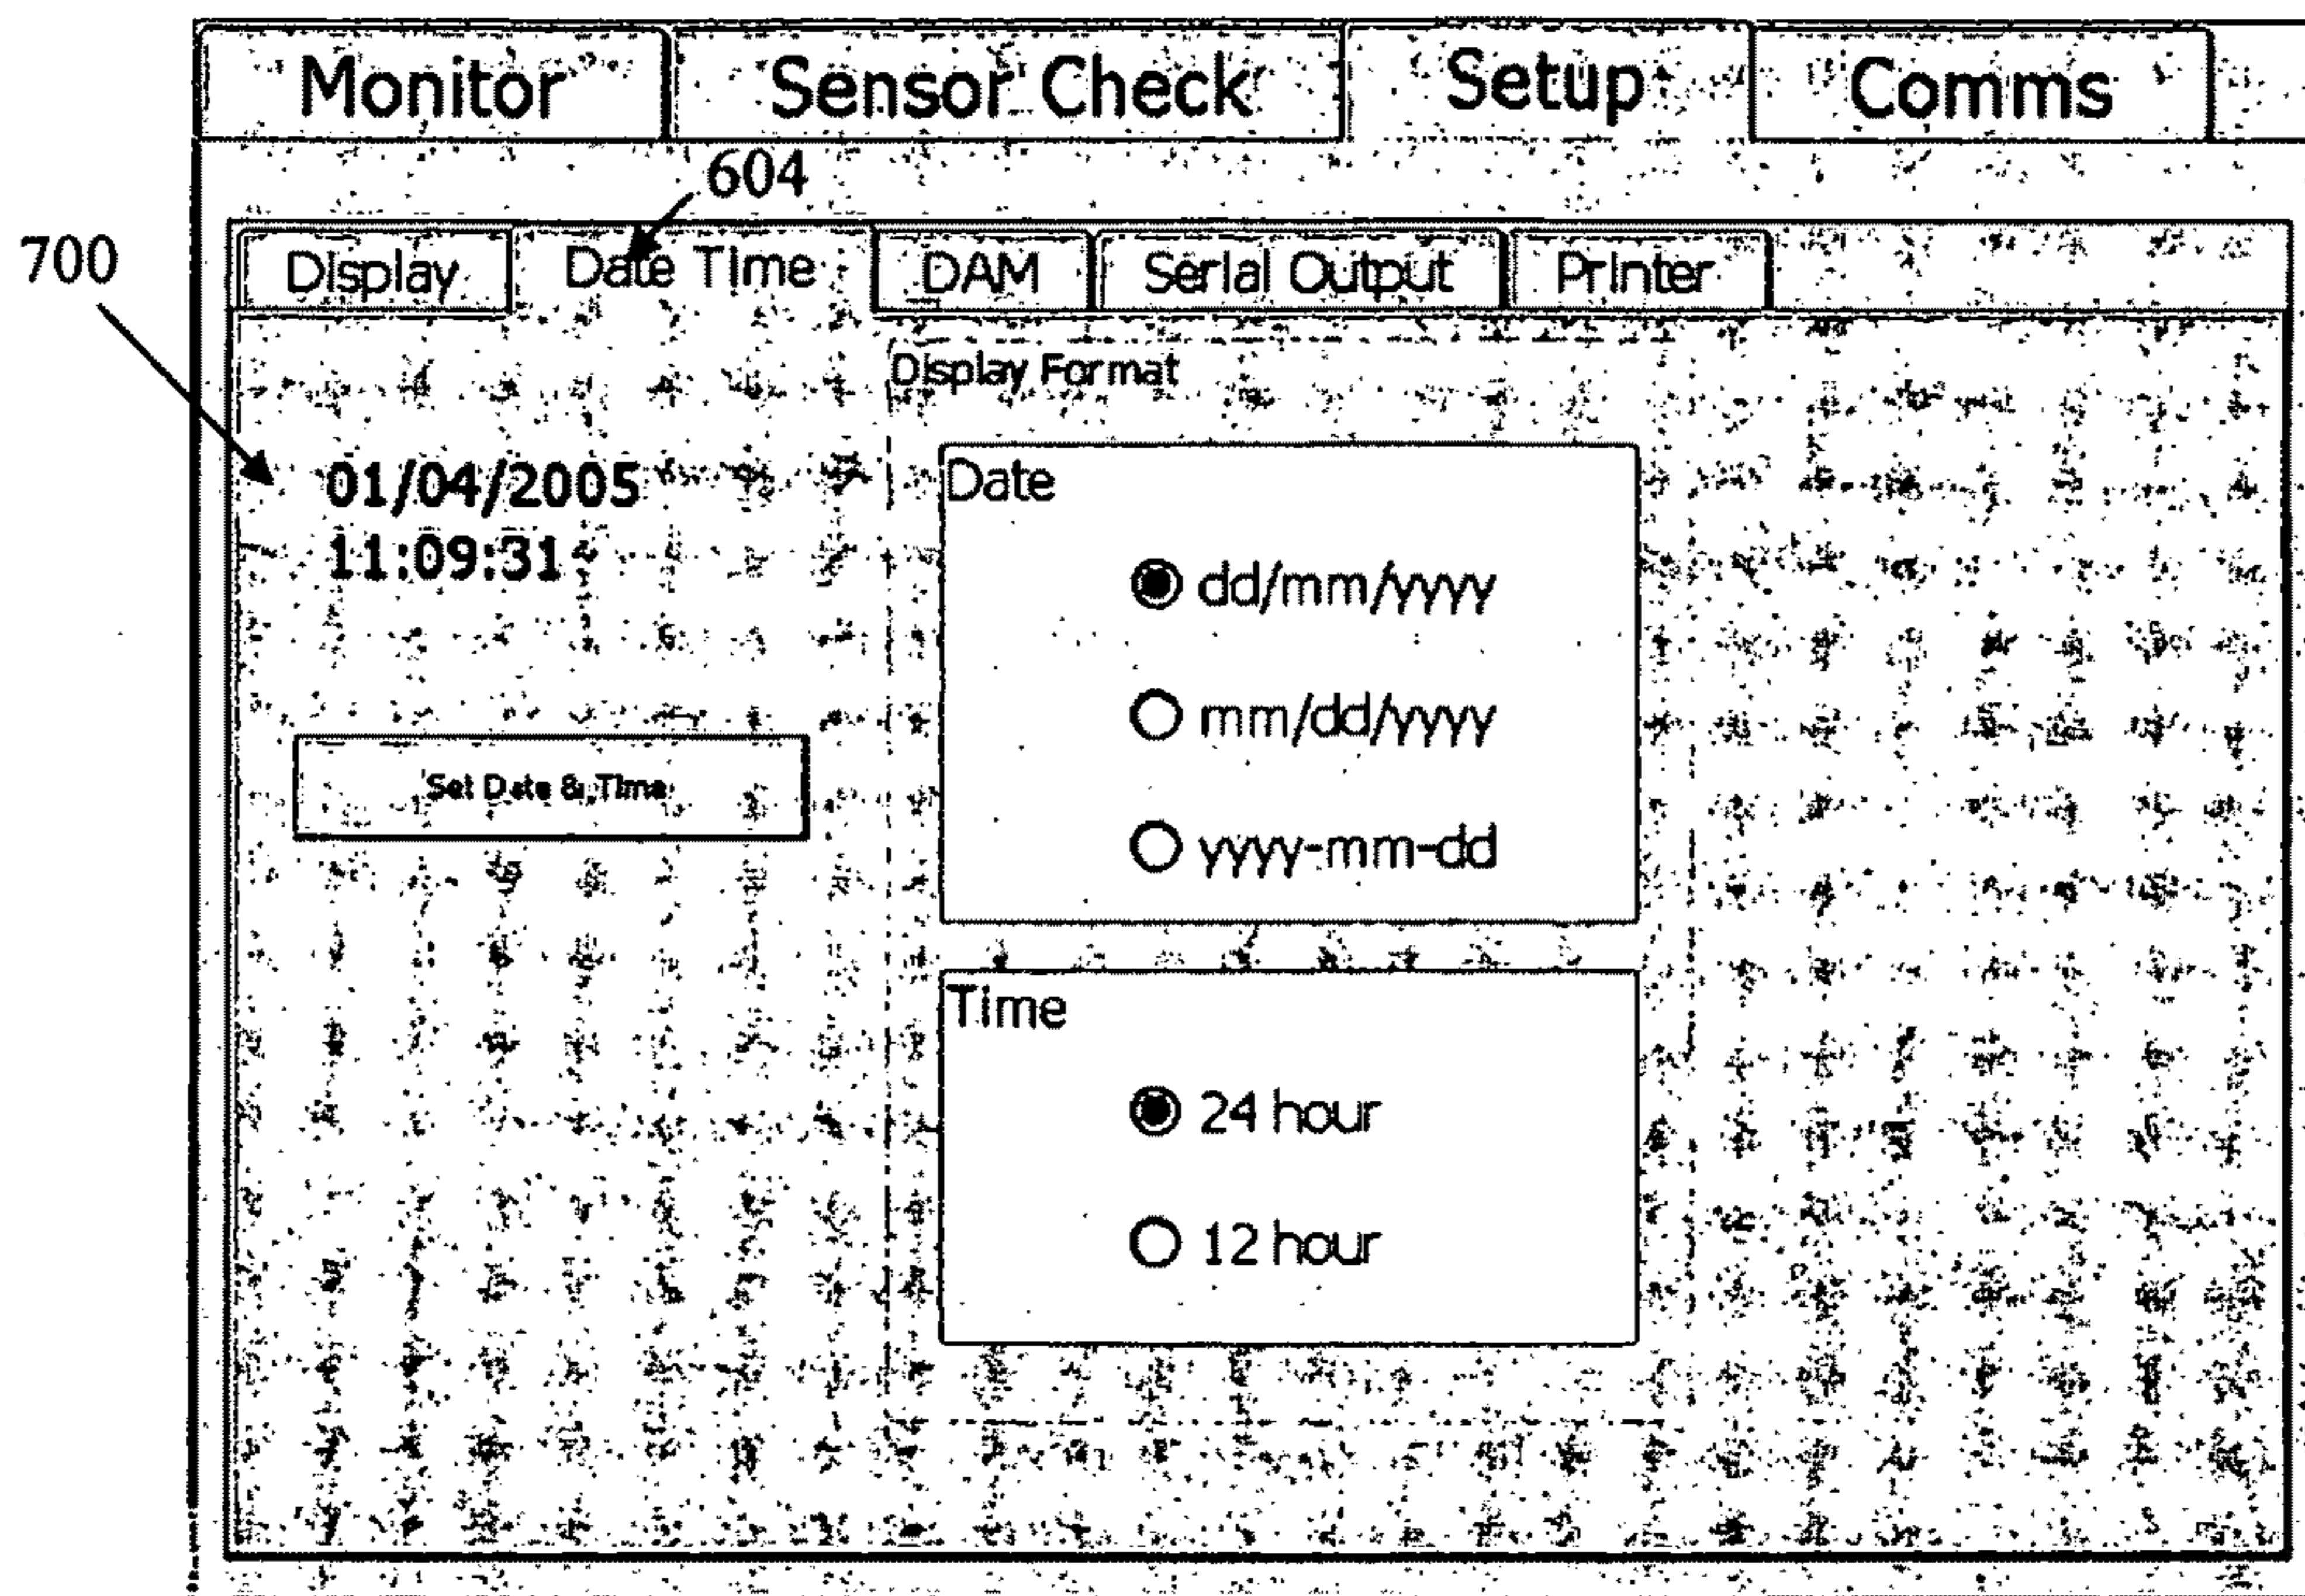 Monitor Sensor Check Setup Comms
604
700
Display Date Time DAM Serial Output Printer
Display Format
01/04/2005
11:09:31
Set Date & Time
Date
dd/mm/yyyy
mm/dd/yyyy
yyyy-mm-dd
Time
24 hour
12 hour